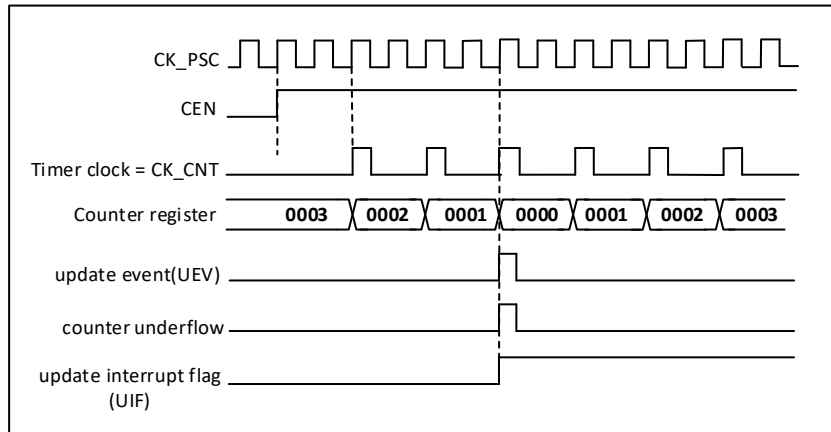 CK_PSC
CEN
Timer clock = CK_CNT
Counter register 0003 0002 0001 0000 0001 0002 0003
update event(UEV)
counter underflow
update interrupt flag
(UIF)